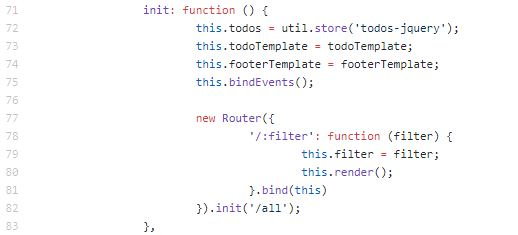 71 init: function () {
72 this.todos = util.store('todos-jquery');
73 this.todoTemplate = todoTemplate;
74 this.footerTemplate = footerTemplate;
75 this.bindEvents();
76
77 new Router({
78 '/:filter': function (filter) {
79 this.filter = filter;
80 this.render();
81 }.bind(this)
82 }).init('/all');
83 },